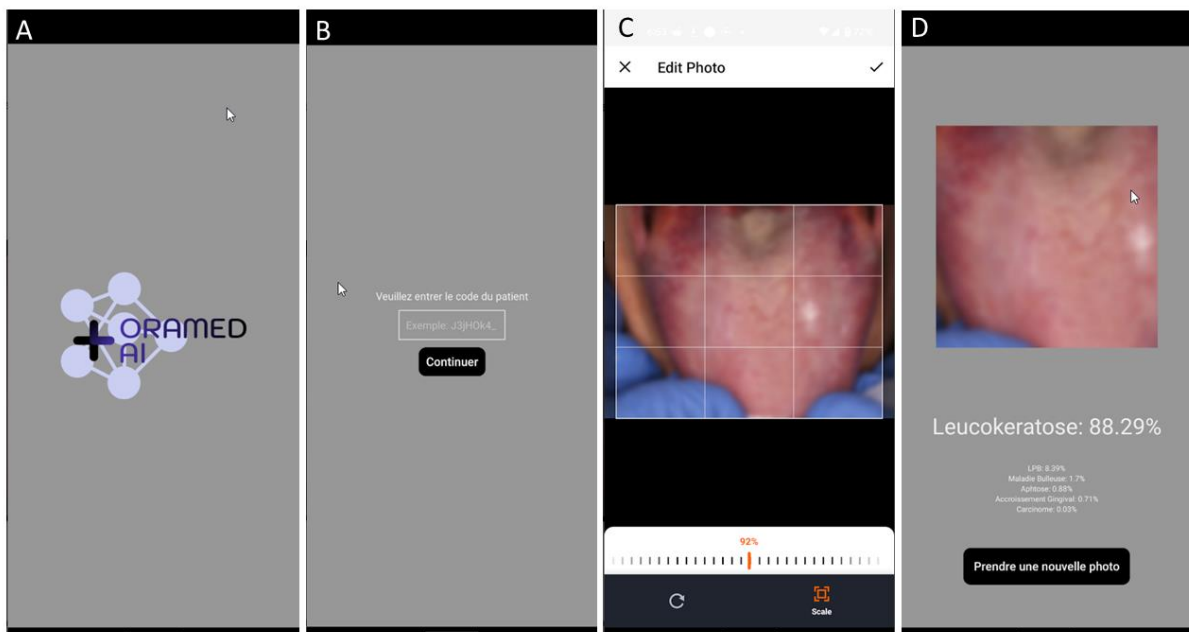 A
ORAMED
AI
B
Veuillez entrer le code du patient
Exemple: J3jHOk4_
Continuer
C
Edit Photo
92%
Scale
D
Leucokeratose: 88.29%
LPB: 8.39%
Maladie Bulleuse: 1.7%
Aphtose: 0.88%
Accroissement Gingival: 0.71%
Carcinome: 0.03%
Prendre une nouvelle photo